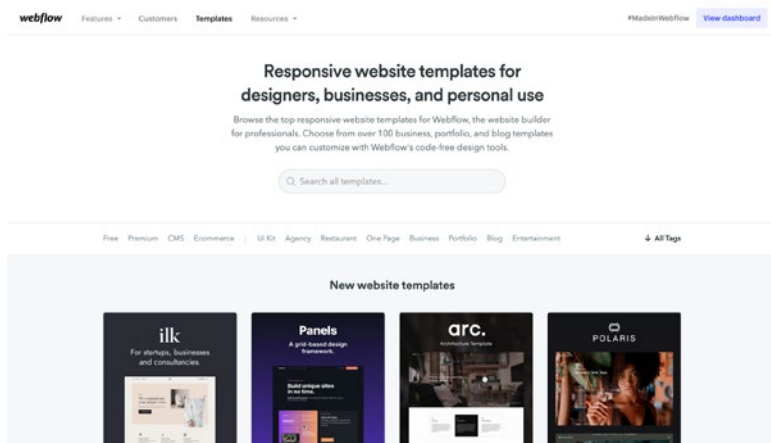 webflow Features Customers Templates Resources #MadeInWebflow View dashboard
Responsive website templates for
designers, businesses, and personal use
Browse the top responsive website templates for Webflow, the website builder
for professionals. Choose from over 100 business, portfolio, and blog templates
you can customize with Webflow's code-free design tools.
Search all templates...
Free Premium CMS Ecommerce UI Kit Agency Restaurant One Page Business Portfolio Blog Entertainment All Tags
New website templates
ilk
For startups, businesses
and consultancies.
Panels
A grid-based design
framework.
Build unique sites
in no time.
arc.
Architecture Template
POLARIS